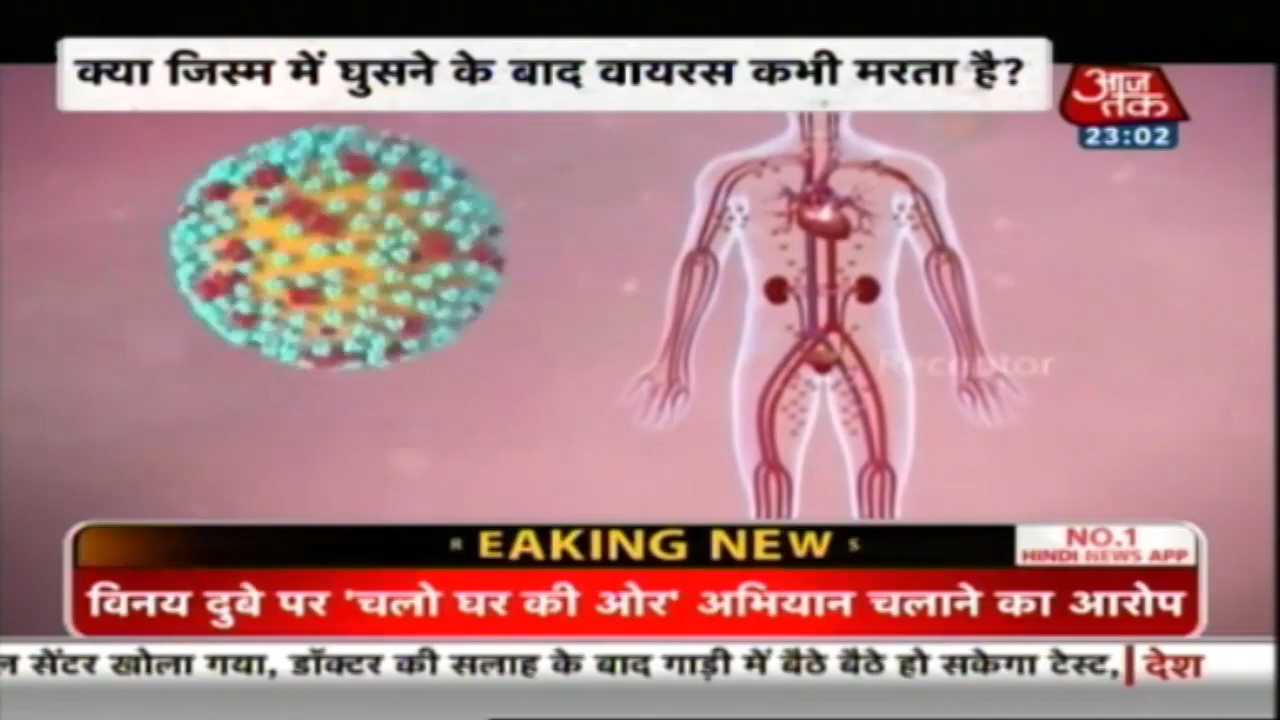 क्या जिस्म में घुसने के बाद वायरस कभी मरता है?
आज
तक
23:02
Receptor
R EAKING NEW S
NO.1
HINDI NEWS APP
विनय दुबे पर 'चलो घर की ओर' अभियान चलाने का आरोप
सेंटर खोला गया, डॉक्टर की सलाह के बाद गाड़ी में बैठे बैठे हो सकेगा टेस्ट, देश